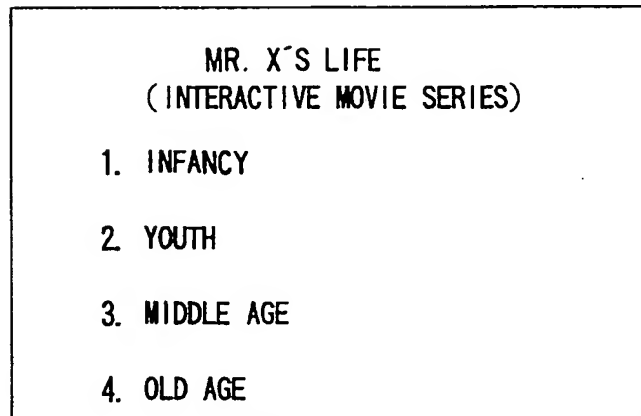 MR. X´S LIFE
(INTERACTIVE MOVIE SERIES)
1. INFANCY
2. YOUTH
3. MIDDLE AGE
4. OLD AGE